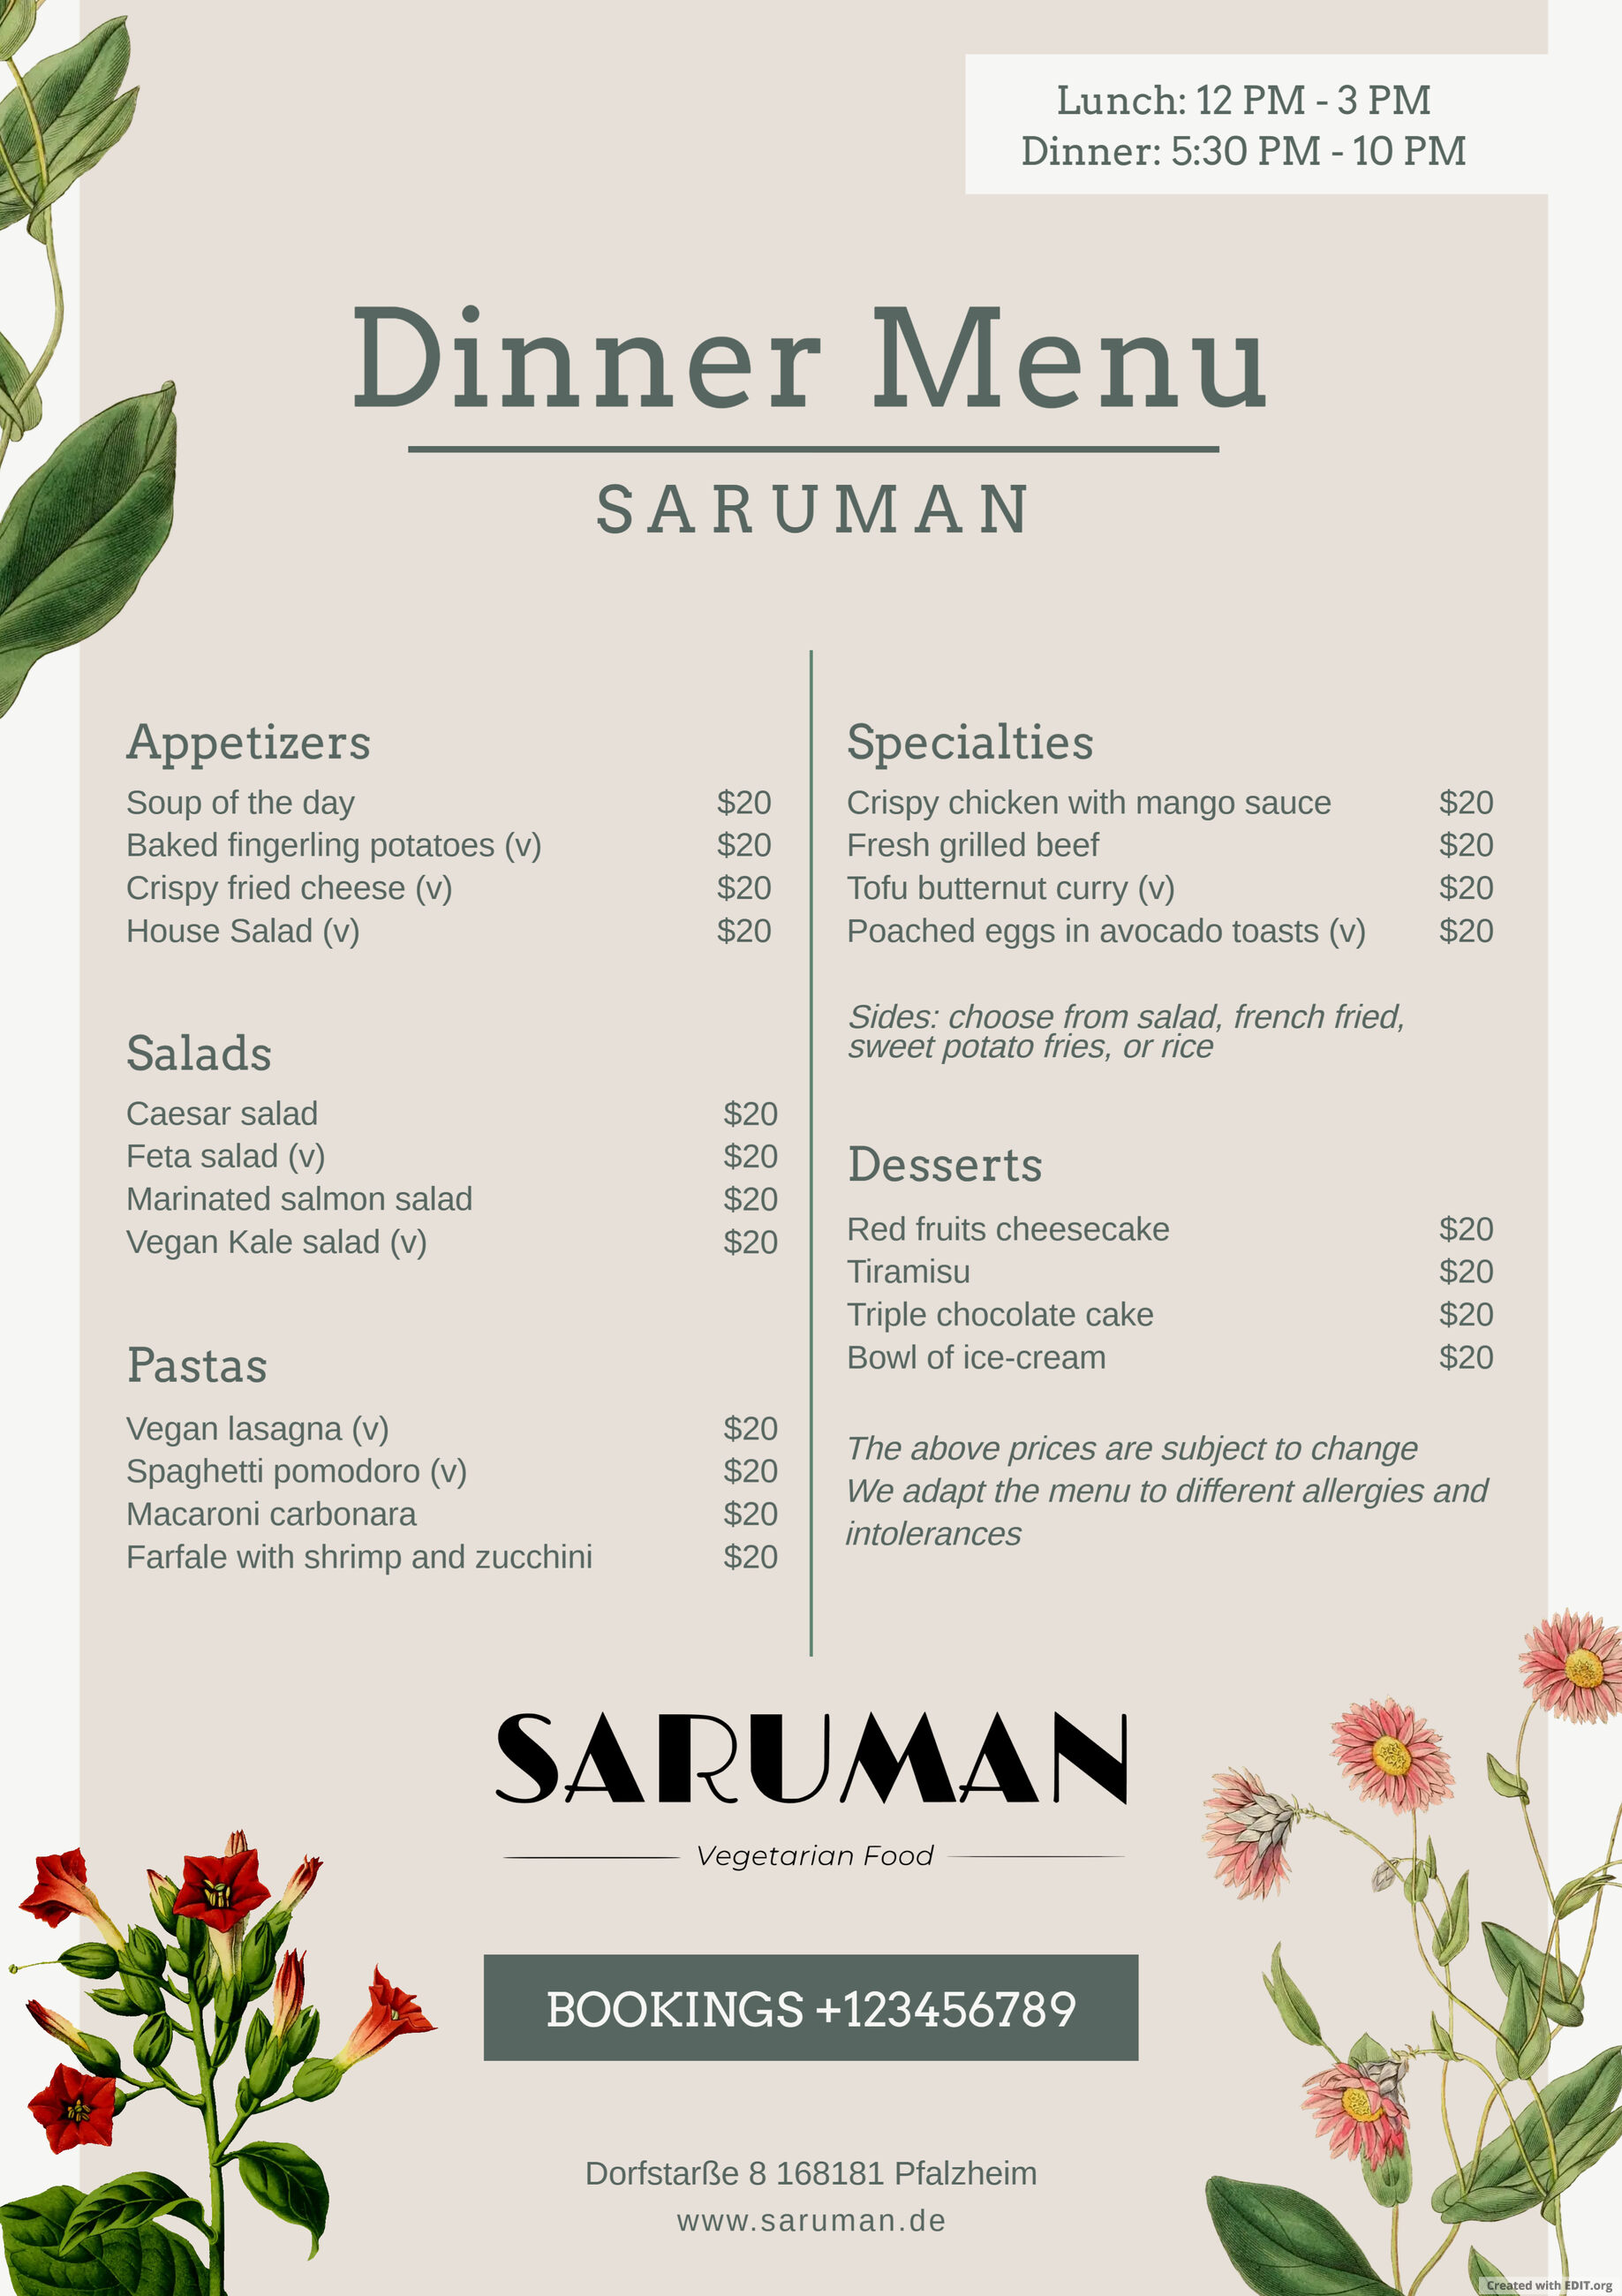 Lunch: 12 PM - 3 PM
Dinner: 5:30 PM - 10 PM
Dinner Menu
SARUMAN
Appetizers
Soup of the day $20
Baked fingerling potatoes (v) $20
Crispy fried cheese (v) $20
House Salad (v) $20
Salads
Caesar salad $20
Feta salad (v) $20
Marinated salmon salad $20
Vegan Kale salad (v) $20
Pastas
Vegan lasagna (v) $20
Spaghetti pomodoro (v) $20
Macaroni carbonara $20
Farfale with shrimp and zucchini $20
Specialties
Crispy chicken with mango sauce $20
Fresh grilled beef $20
Tofu butternut curry (v) $20
Poached eggs in avocado toasts (v) $20
Sides: choose from salad, french fried,
sweet potato fries, or rice
Desserts
Red fruits cheesecake $20
Tiramisu $20
Triple chocolate cake $20
Bowl of ice-cream $20
The above prices are subject to change
We adapt the menu to different allergies and
intolerances
SARUMAN
Vegetarian Food
BOOKINGS +123456789
Dorfstarße 8 168181 Pfalzheim
www.saruman.de
Created with EDIT.org